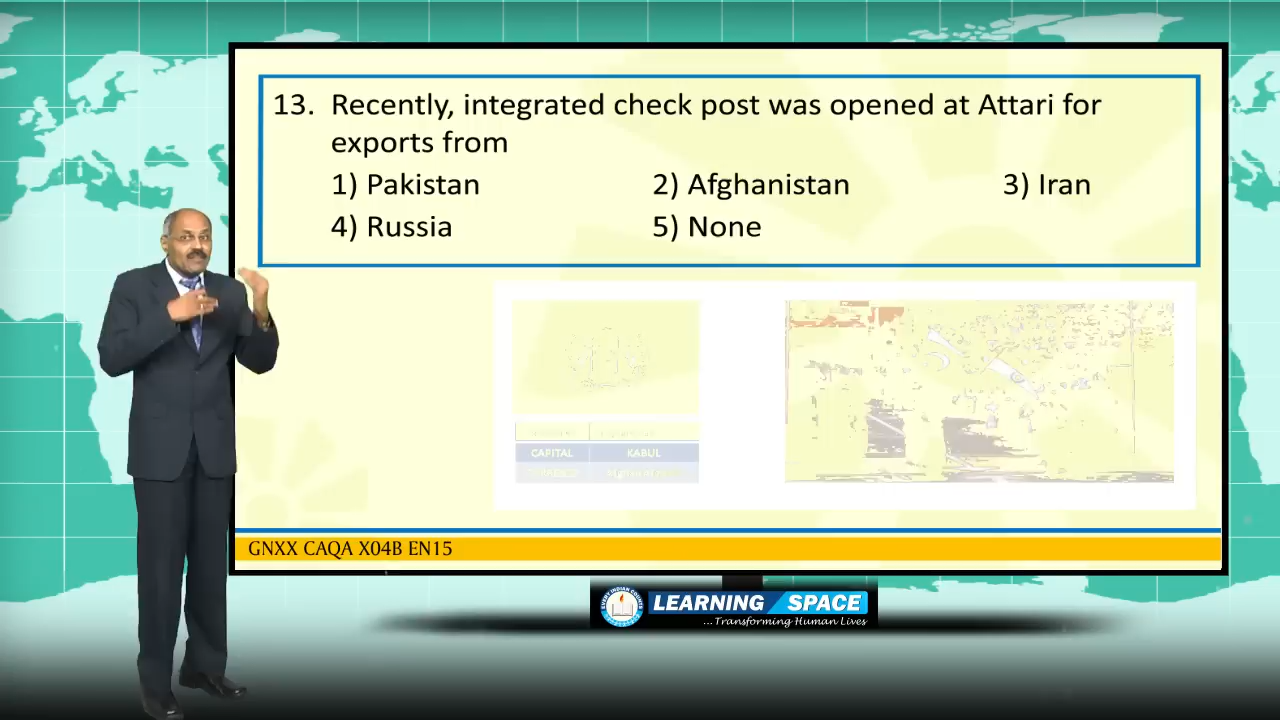 13. Recently, integrated check post was opened at Attari for
exports from
1) Pakistan 2) Afghanistan 3) Iran
4) Russia 5) None
CAPITAL KABUL
GNXX CAQA X04B EN15
LEARNING SPACE
...Transforming Human Lives